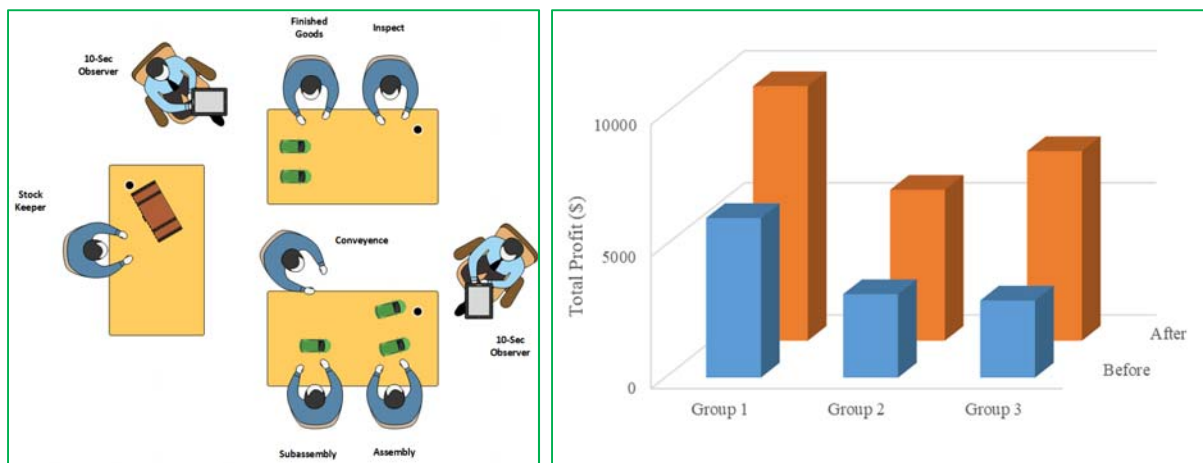 Finished
Goods
Inspect
10-Sec
Observer
Stock
Keeper
Conveyence
10-Sec
Observer
Subassembly
Assembly
Total Profit ($)
10000
5000
0
After
Before
Group 1
Group 2
Group 3